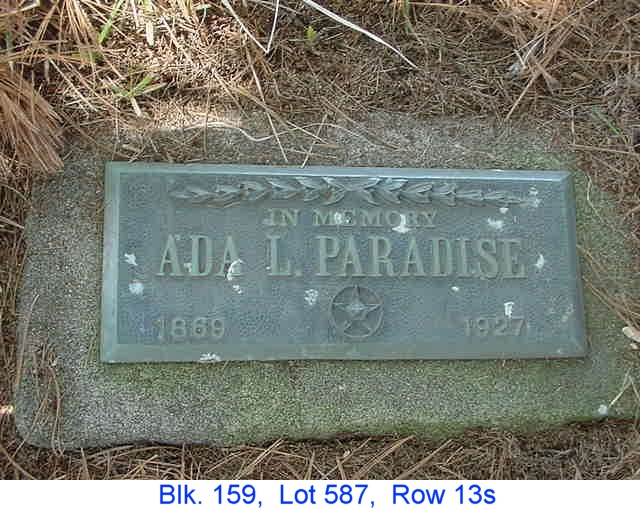 IN MEMORY
ADA L. PARADISE
1869 1927
Blk. 159, Lot 587, Row 13s